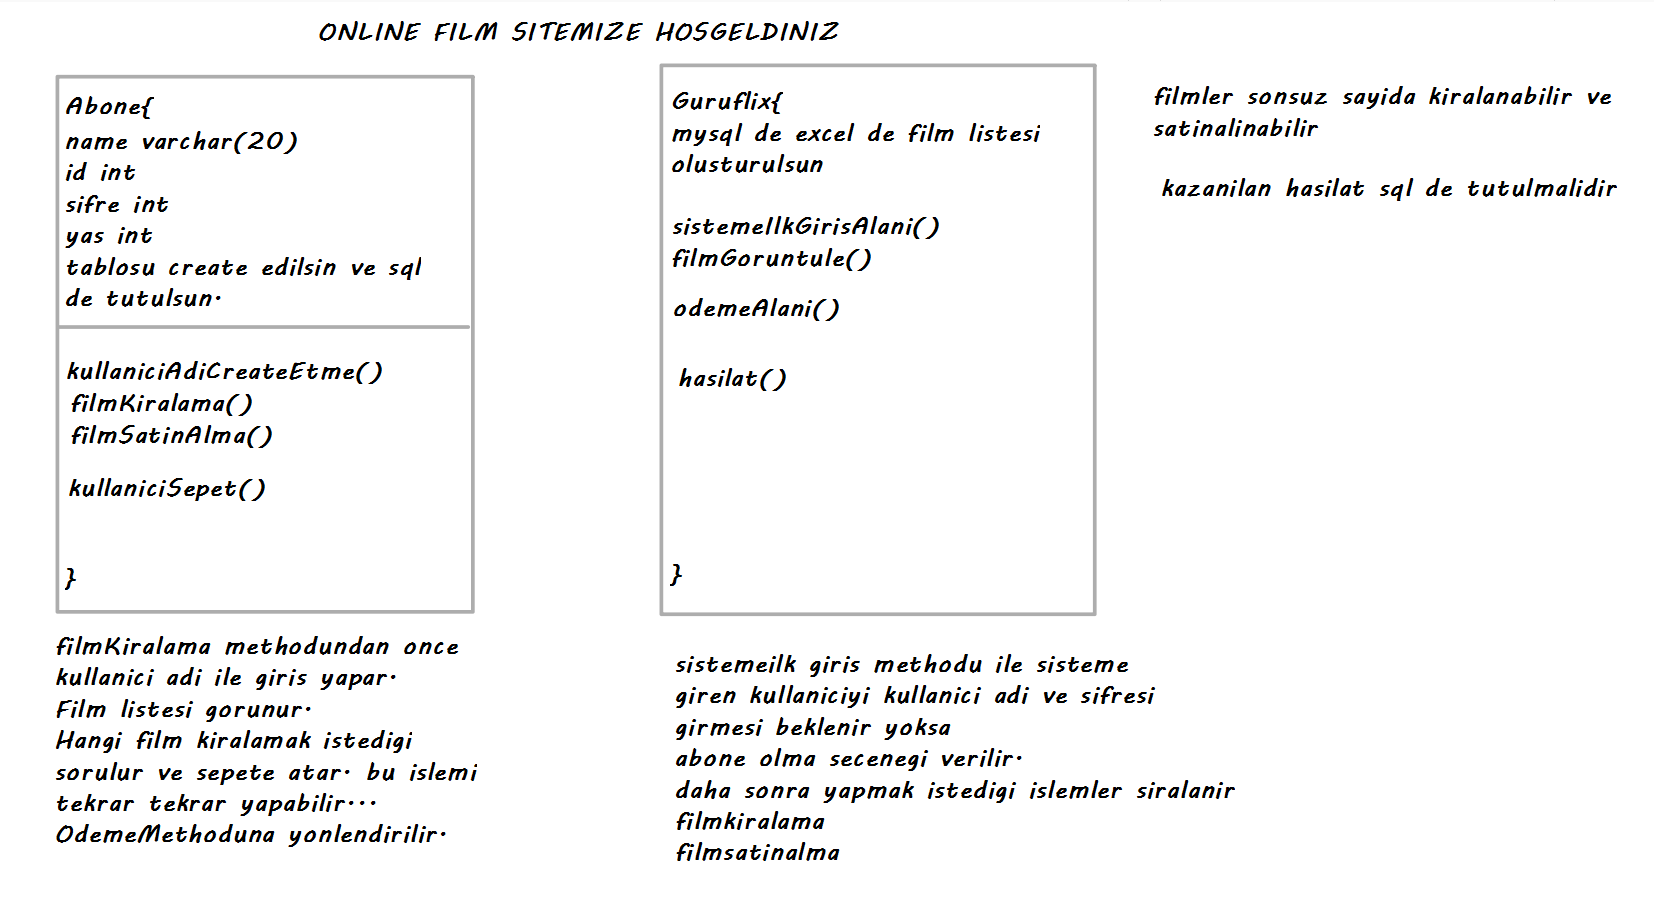 ONLINE FILM SITEMIZE HOSGELDINIZ
Abone{
name varchar(20)
id int
sifre int
yas int
tablosu create edilsin ve sql
de tutulsun.
kullaniciAdiCreateEtme()
filmKiralama()
filmSatinAlma()
kullaniciSepet()
}
filmKiralama methodundan once
kullanici adi ile giris yapar.
Film listesi gorunur.
Hangi film kiralamak istedigi
sorulur ve sepete atar. bu islemi
tekrar tekrar yapabilir...
OdemeMethoduna yonlendirilir.
Guruflix{
mysql de excel de film listesi
olusturulsun
sistemeIlkGirisAlani()
filmGoruntule()
odemeAlani()
hasilat()
}
sistemeilk giris methodu ile sisteme
giren kullaniciyi kullanici adi ve sifresi
girmesi beklenir yoksa
abone olma secenegi verilir.
daha sonra yapmak istedigi islemler siralanir
filmkiralama
filmsatinalma
filmler sonsuz sayida kiralanabilir ve
satinalinabilir
kazanilan hasilat sql de tutulmalidir